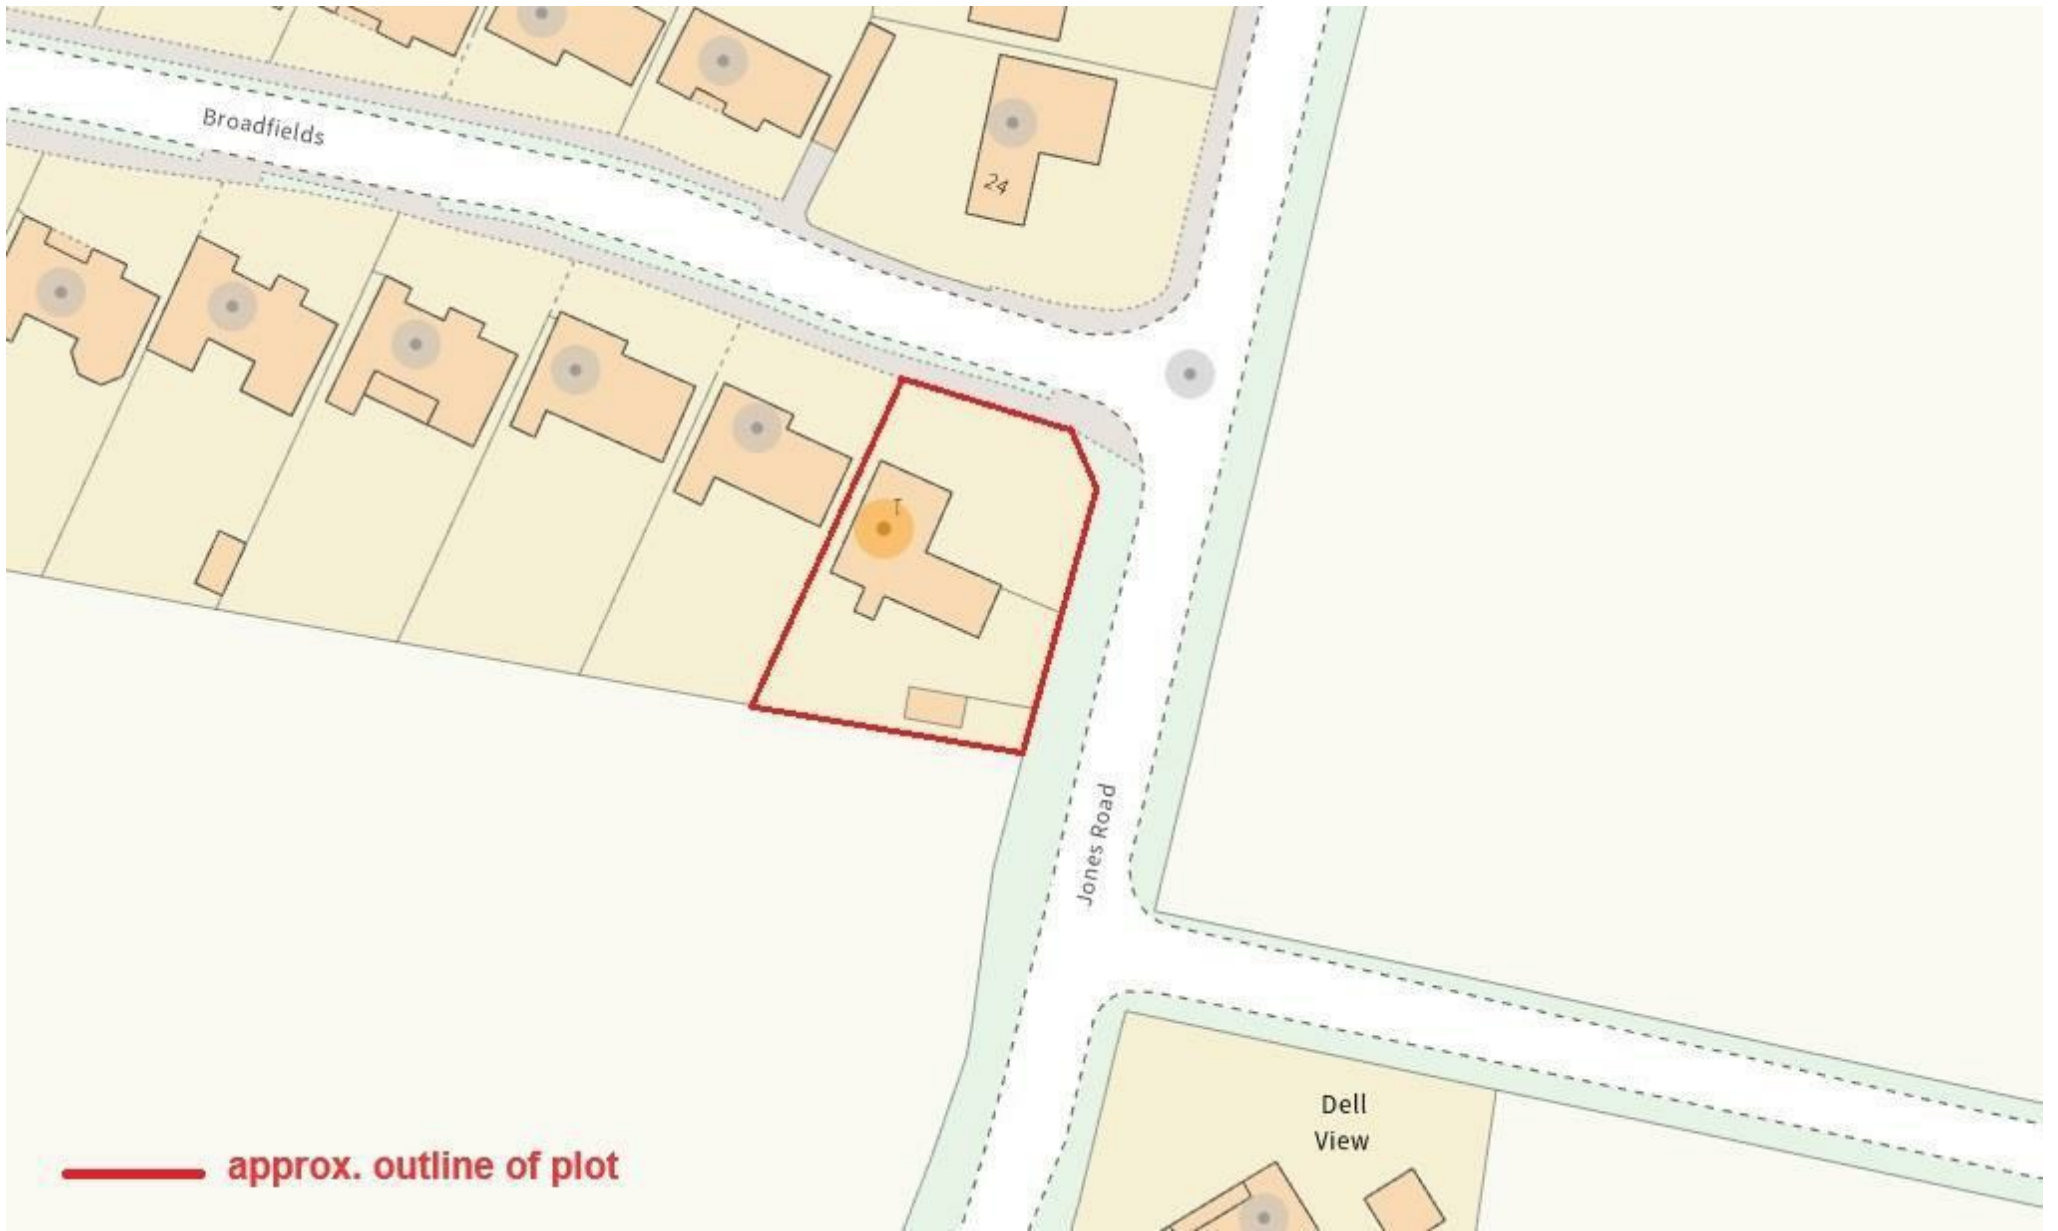 Broadfields
24
1
Jones Road
Dell
View
approx. outline of plot